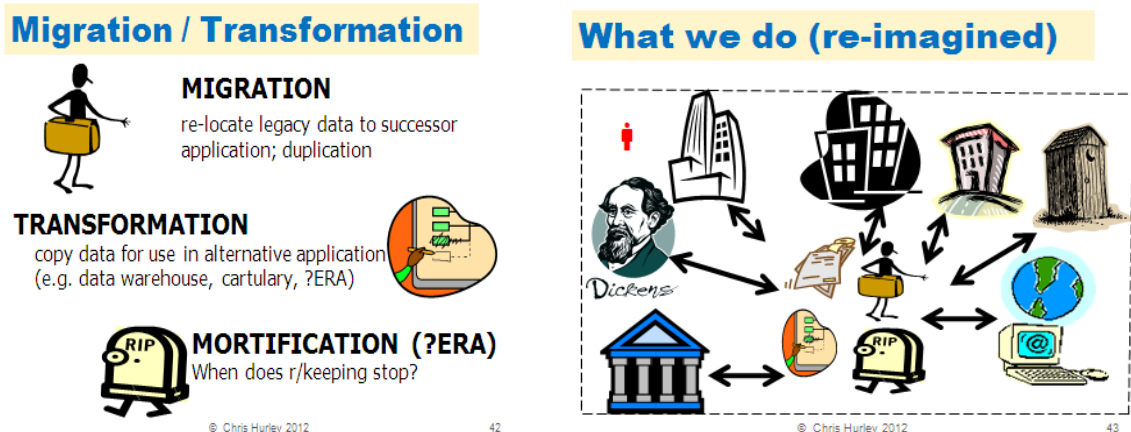 Migration / Transformation
MIGRATION
re-locate legacy data to successor
application; duplication
TRANSFORMATION
copy data for use in alternative application
(e.g. data warehouse, cartulary, ?ERA)
RIP
MORTIFICATION (?ERA)
When does r/keeping stop?
© Chris Hurley 2012
42
What we do (re-imagined)
Dickens
@
RIP
© Chris Hurley 2012
43